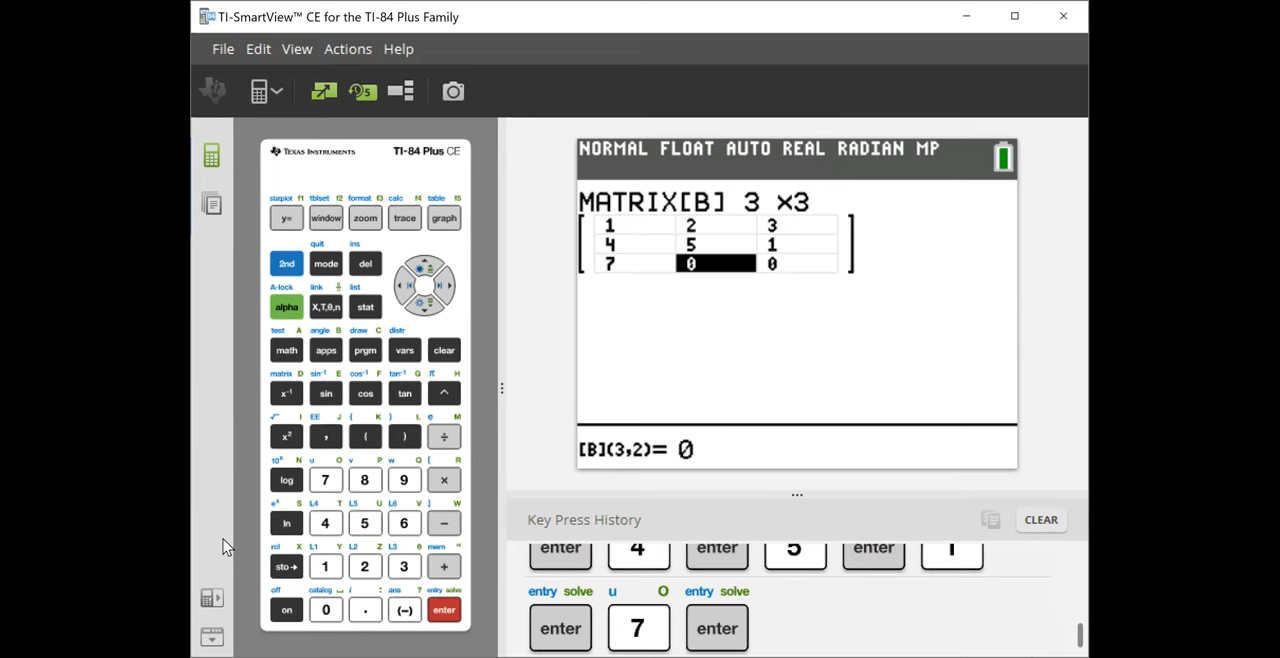 TI-SmartView™ CE for the TI-84 Plus Family
File Edit View Actions Help
5
TEXAS INSTRUMENTS TI-84 Plus CE
statplot f1 tblset f2 format f3 calc f4 table f5
y= window zoom trace graph
quit ins
2nd mode del
A-lock link list
alpha X,T,θ,n stat
test A angle B draw C distr
math apps prgm vars clear
matrix D sin⁻¹ E cos⁻¹ F tan⁻¹ G π H
x⁻¹ sin cos tan ^
√ I EE J { K } L e M
x² , ( ) ÷
10ˣ N u O v P w Q [ R
log 7 8 9 ×
eˣ S L4 T L5 U L6 V ] W
ln 4 5 6 −
rcl X L1 Y L2 Z L3 θ mem "
sto→ 1 2 3 +
off catalog ⎵ i : ans ? entry solve
on 0 . (−) enter
NORMAL FLOAT AUTO REAL RADIAN MP
MATRIX[B] 3 ×3
1 2 3
4 5 1
7 0 0
[B](3,2)= 0
Key Press History CLEAR
enter 4 enter 5 enter 1
entry solve u O entry solve
enter 7 enter